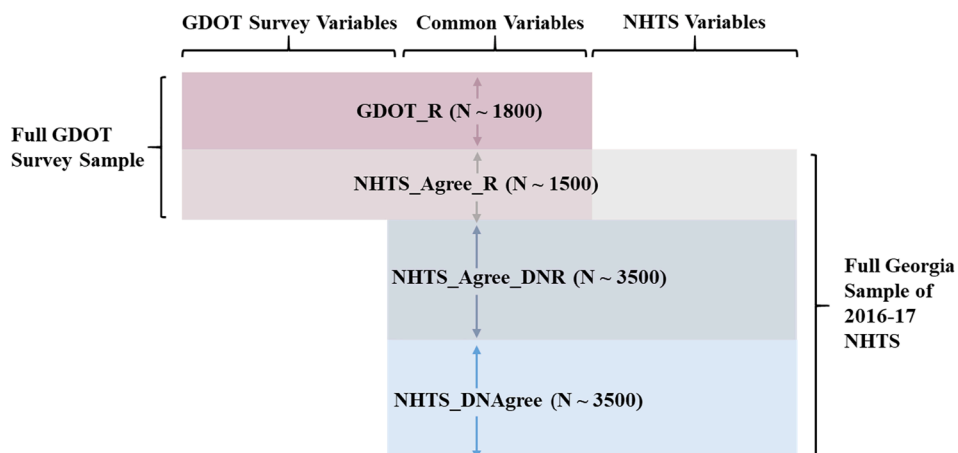 GDOT Survey Variables
Common Variables
NHTS Variables
GDOT_R (N ~ 1800)
Full GDOT
Survey Sample
NHTS_Agree_R (N ~ 1500)
NHTS_Agree_DNR (N ~ 3500)
Full Georgia
Sample of
2016-17
NHTS
NHTS_DNAgree (N ~ 3500)